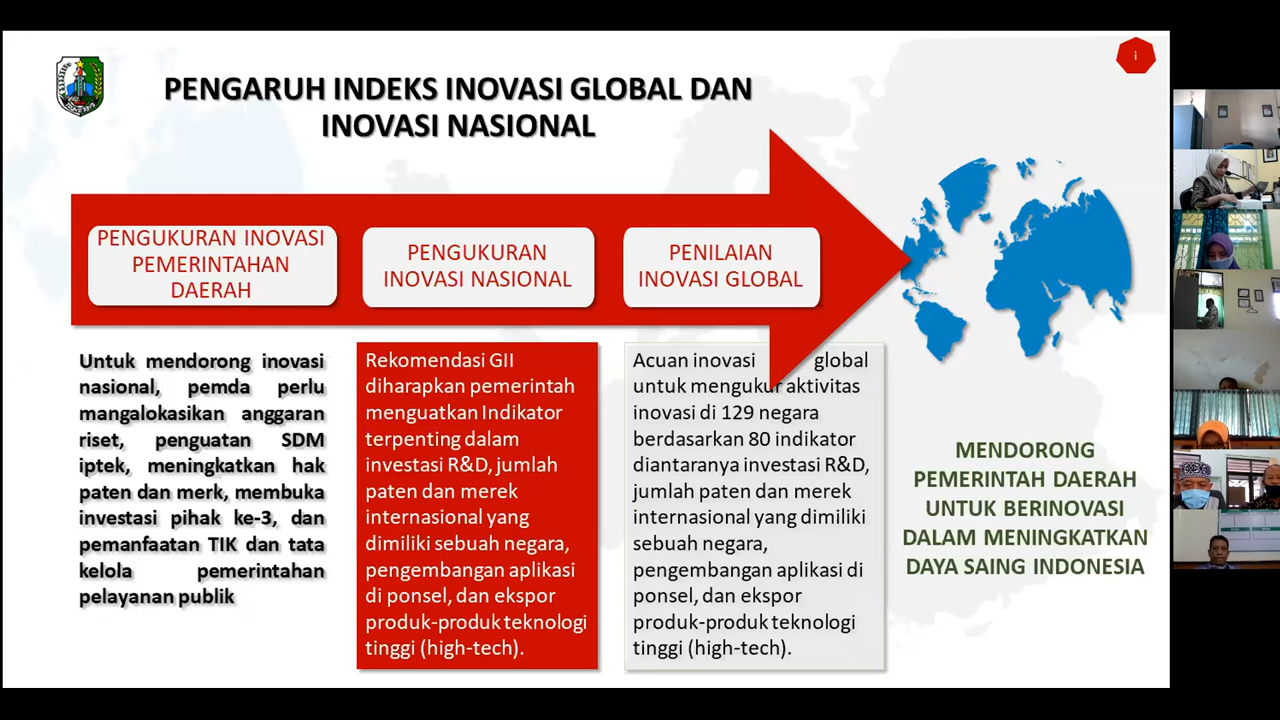 PENGARUH INDEKS INOVASI GLOBAL DAN
INOVASI NASIONAL
i
PENGUKURAN INOVASI
PEMERINTAHAN
DAERAH
PENGUKURAN
INOVASI NASIONAL
PENILAIAN
INOVASI GLOBAL
Untuk mendorong inovasi
nasional, pemda perlu
mangalokasikan anggaran
riset, penguatan SDM
iptek, meningkatkan hak
paten dan merk, membuka
investasi pihak ke-3, dan
pemanfaatan TIK dan tata
kelola pemerintahan
pelayanan publik
Rekomendasi GII
diharapkan pemerintah
menguatkan Indikator
terpenting dalam
investasi R&D, jumlah
paten dan merek
internasional yang
dimiliki sebuah negara,
pengembangan aplikasi
di ponsel, dan ekspor
produk-produk teknologi
tinggi (high-tech).
Acuan inovasi global
untuk mengukur aktivitas
inovasi di 129 negara
berdasarkan 80 indikator
diantaranya investasi R&D,
jumlah paten dan merek
internasional yang dimiliki
sebuah negara,
pengembangan aplikasi di
ponsel, dan ekspor
produk-produk teknologi
tinggi (high-tech).
MENDORONG
PEMERINTAH DAERAH
UNTUK BERINOVASI
DALAM MENINGKATKAN
DAYA SAING INDONESIA